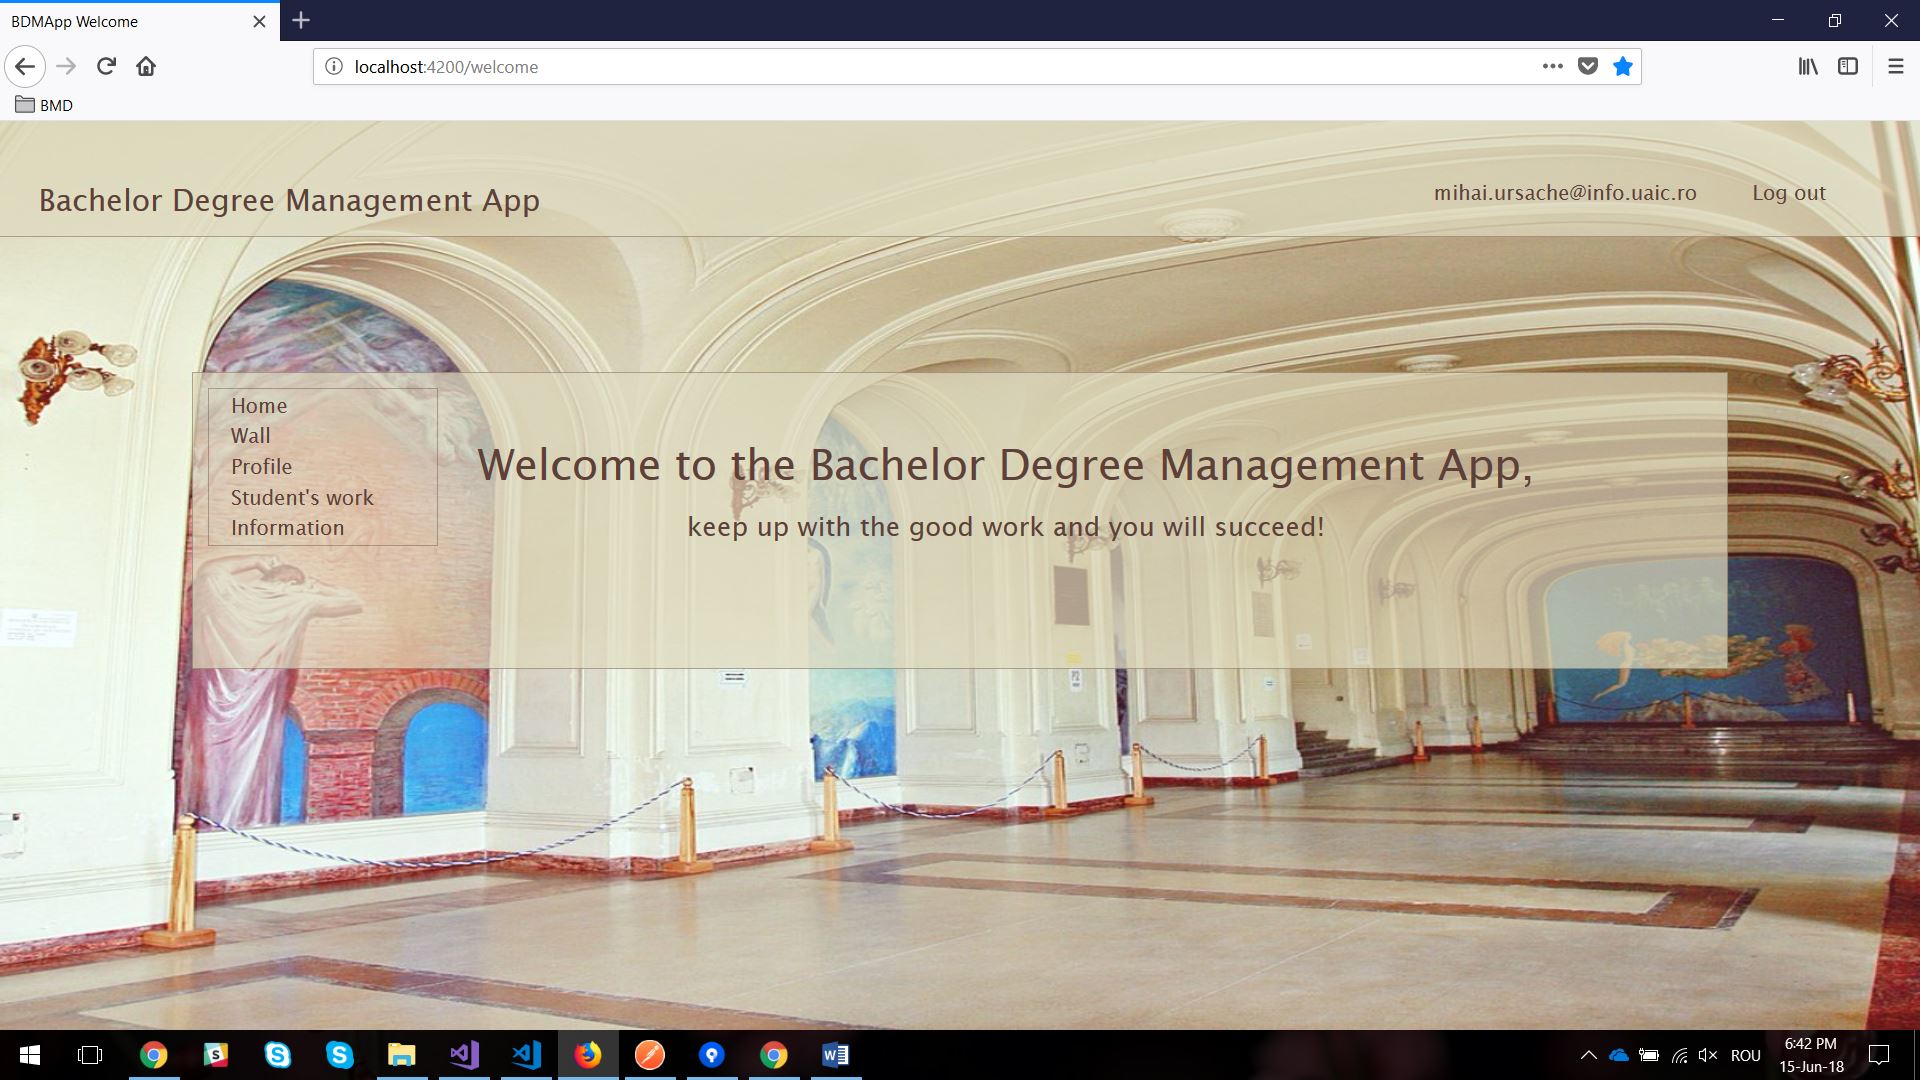 BDMApp Welcome
localhost:4200/welcome
BMD
Bachelor Degree Management App
mihai.ursache@info.uaic.ro
Log out
Home
Wall
Profile
Student's work
Information
Welcome to the Bachelor Degree Management App,
keep up with the good work and you will succeed!
ROU
6:42 PM
15-Jun-18